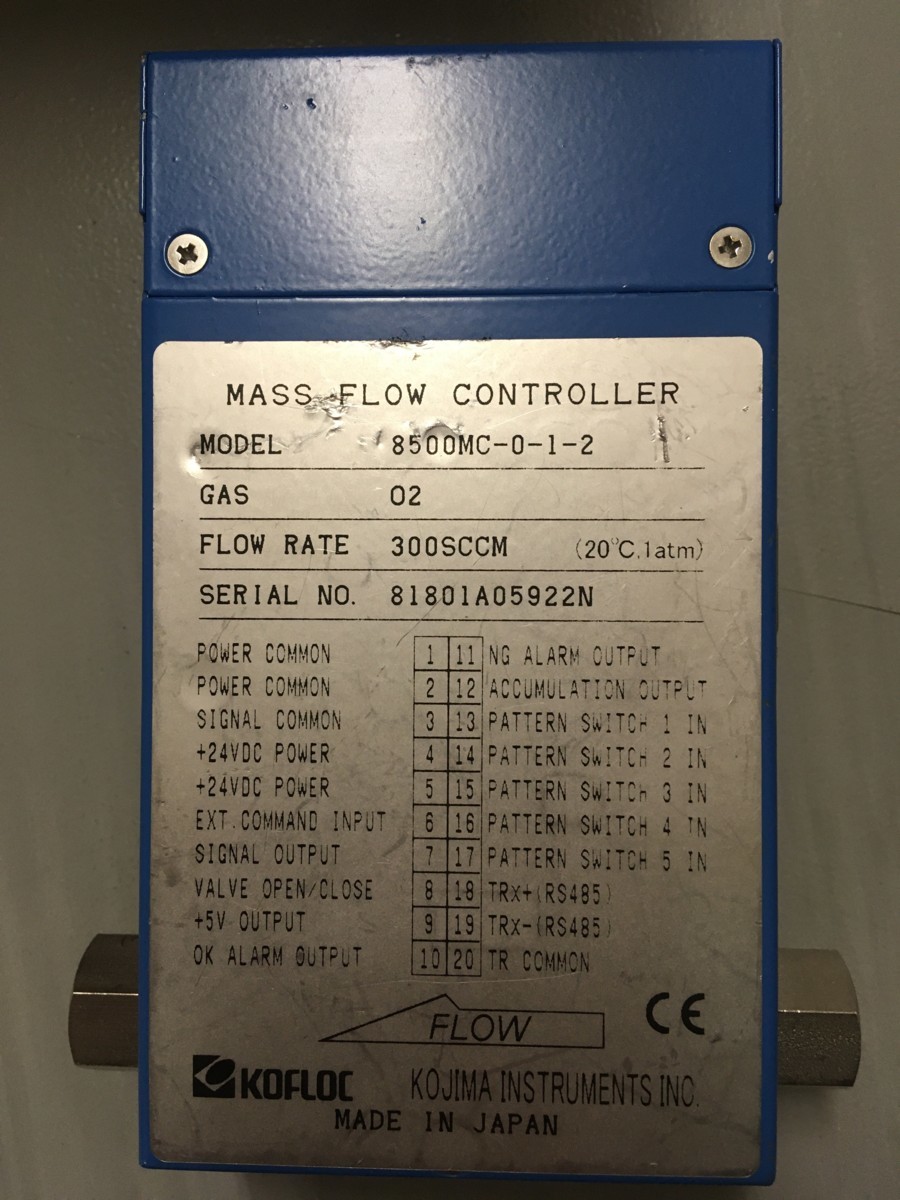 MASS FLOW CONTROLLER
MODEL 8500MC-0-1-2
GAS O2
FLOW RATE 300SCCM (20°C,1atm)
SERIAL NO. 81801A05922N
POWER COMMON 1 11 NG ALARM OUTPUT
POWER COMMON 2 12 ACCUMULATION OUTPUT
SIGNAL COMMON 3 13 PATTERN SWITCH 1 IN
+24VDC POWER 4 14 PATTERN SWITCH 2 IN
+24VDC POWER 5 15 PATTERN SWITCH 3 IN
EXT.COMMAND INPUT 6 16 PATTERN SWITCH 4 IN
SIGNAL OUTPUT 7 17 PATTERN SWITCH 5 IN
VALVE OPEN/CLOSE 8 18 TRx+(RS485)
+5V OUTPUT 9 19 TRx-(RS485)
OK ALARM OUTPUT 10 20 TR COMMON
FLOW
CE
KOFLOC KOJIMA INSTRUMENTS INC.
MADE IN JAPAN